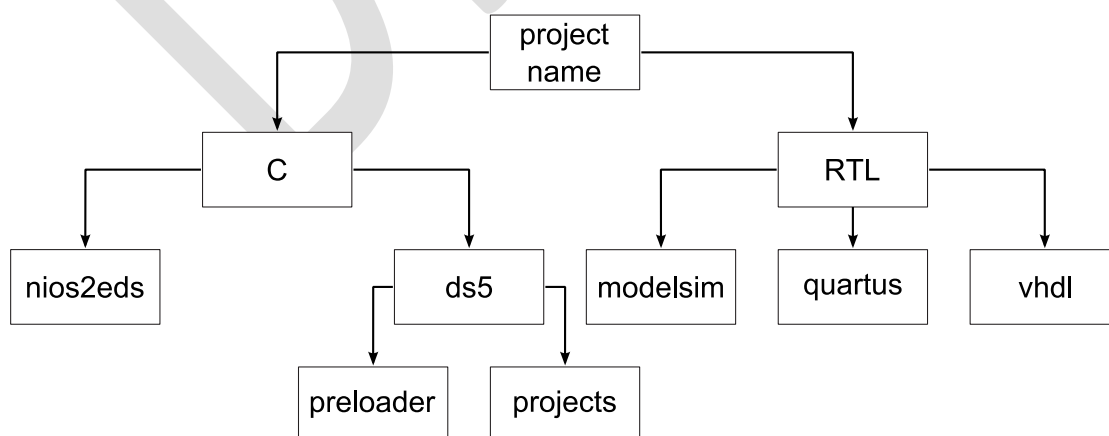 project
name
C
RTL
nios2eds
ds5
modelsim
quartus
vhdl
preloader
projects